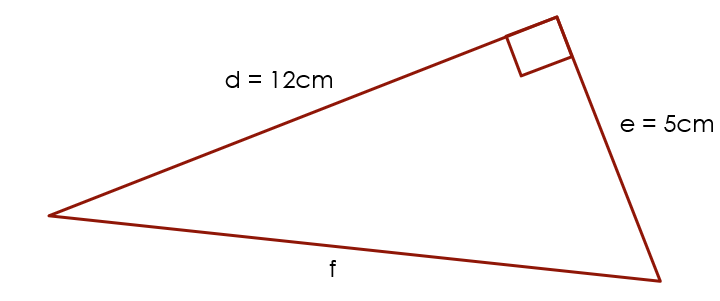 d = 12cm
e = 5cm
f